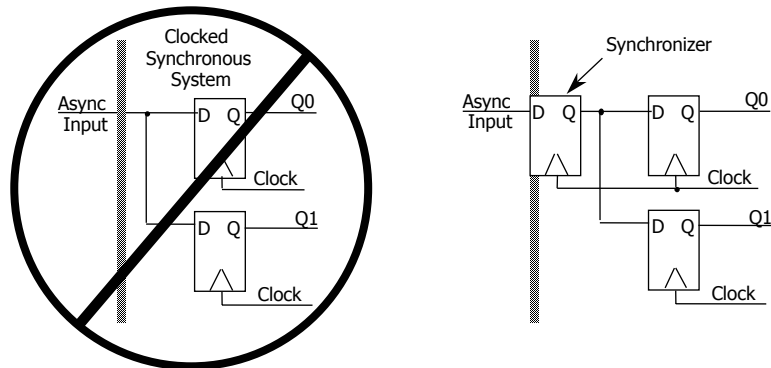 Clocked
Synchronous
System
Async
Input
D Q
Q0
Clock
D Q
Q1
Clock
Synchronizer
Async
Input
D Q
D Q
Q0
Clock
D Q
Q1
Clock